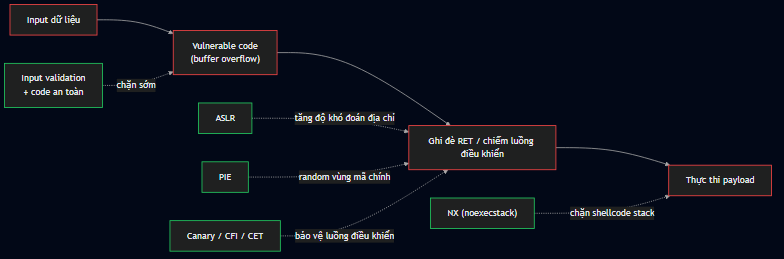 Input dữ liệu
Vulnerable code
(buffer overflow)
Input validation
+ code an toàn
chặn sớm
ASLR
tăng độ khó đoán địa chỉ
Ghi đè RET / chiếm luồng
điều khiển
PIE
random vùng mã chính
Thực thi payload
NX (noexecstack)
chặn shellcode stack
Canary / CFI / CET
bảo vệ luồng điều khiển